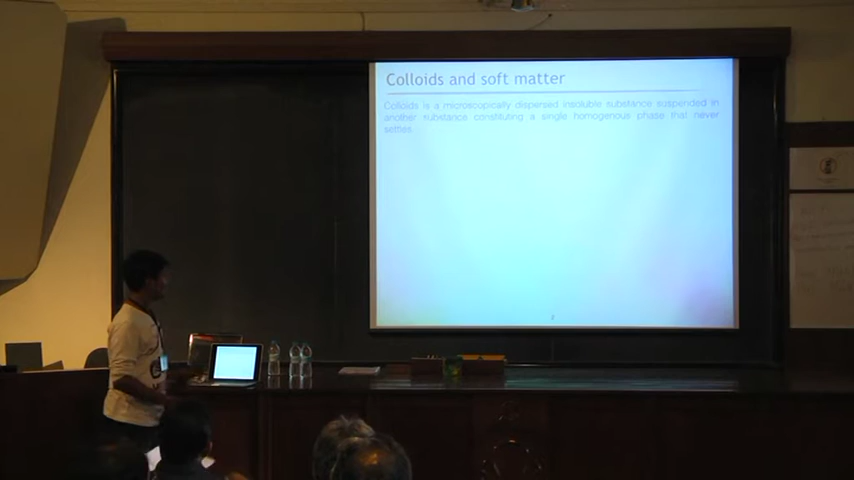 Colloids and soft matter
Colloids is a microscopically dispersed insoluble substance suspended in
another substance constituting a single homogenous phase that never
settles.
2